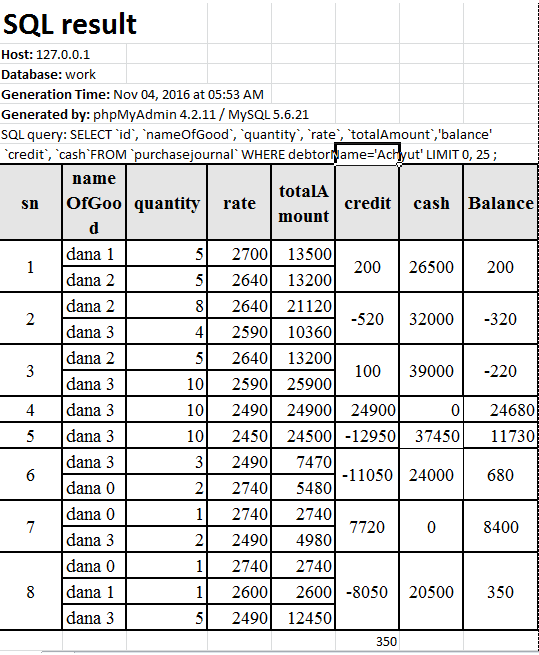 SQL result
Host: 127.0.0.1
Database: work
Generation Time: Nov 04, 2016 at 05:53 AM
Generated by: phpMyAdmin 4.2.11 / MySQL 5.6.21
SQL query: SELECT `id`, `nameOfGood`, `quantity`, `rate`, `totalAmount`,'balance'
`credit`, `cash`FROM `purchasejournal` WHERE debtorName='Achyut' LIMIT 0, 25 ;
sn name OfGoo d quantity rate totalA mount credit cash Balance
1 dana 1 5 2700 13500 200 26500 200
dana 2 5 2640 13200
2 dana 2 8 2640 21120 -520 32000 -320
dana 3 4 2590 10360
3 dana 2 5 2640 13200 100 39000 -220
dana 3 10 2590 25900
4 dana 3 10 2490 24900 24900 0 24680
5 dana 3 10 2450 24500 -12950 37450 11730
6 dana 3 3 2490 7470 -11050 24000 680
dana 0 2 2740 5480
7 dana 0 1 2740 2740 7720 0 8400
dana 3 2 2490 4980
8 dana 0 1 2740 2740 -8050 20500 350
dana 1 1 2600 2600
dana 3 5 2490 12450
350